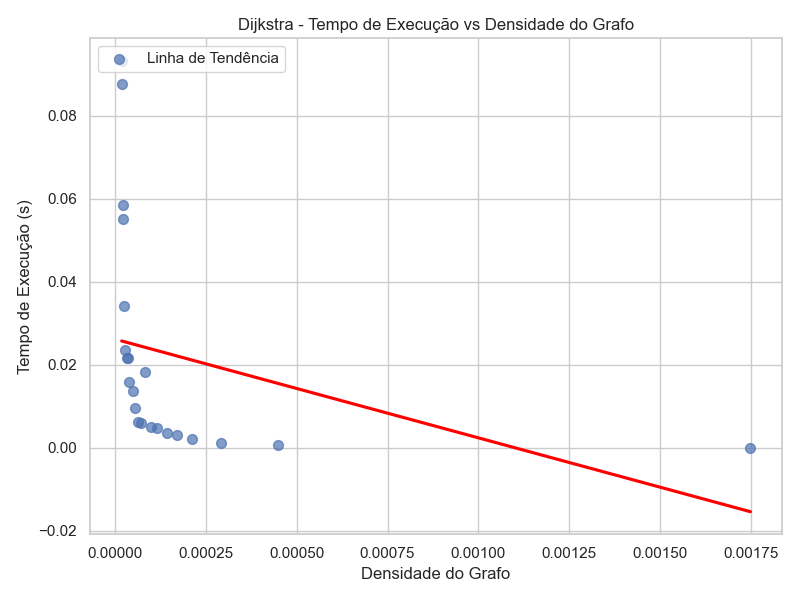 Dijkstra - Tempo de Execução vs Densidade do Grafo
Linha de Tendência
0.08
0.06
0.04
0.02
0.00
−0.02
Tempo de Execução (s)
0.00000 0.00025 0.00050 0.00075 0.00100 0.00125 0.00150 0.00175
Densidade do Grafo